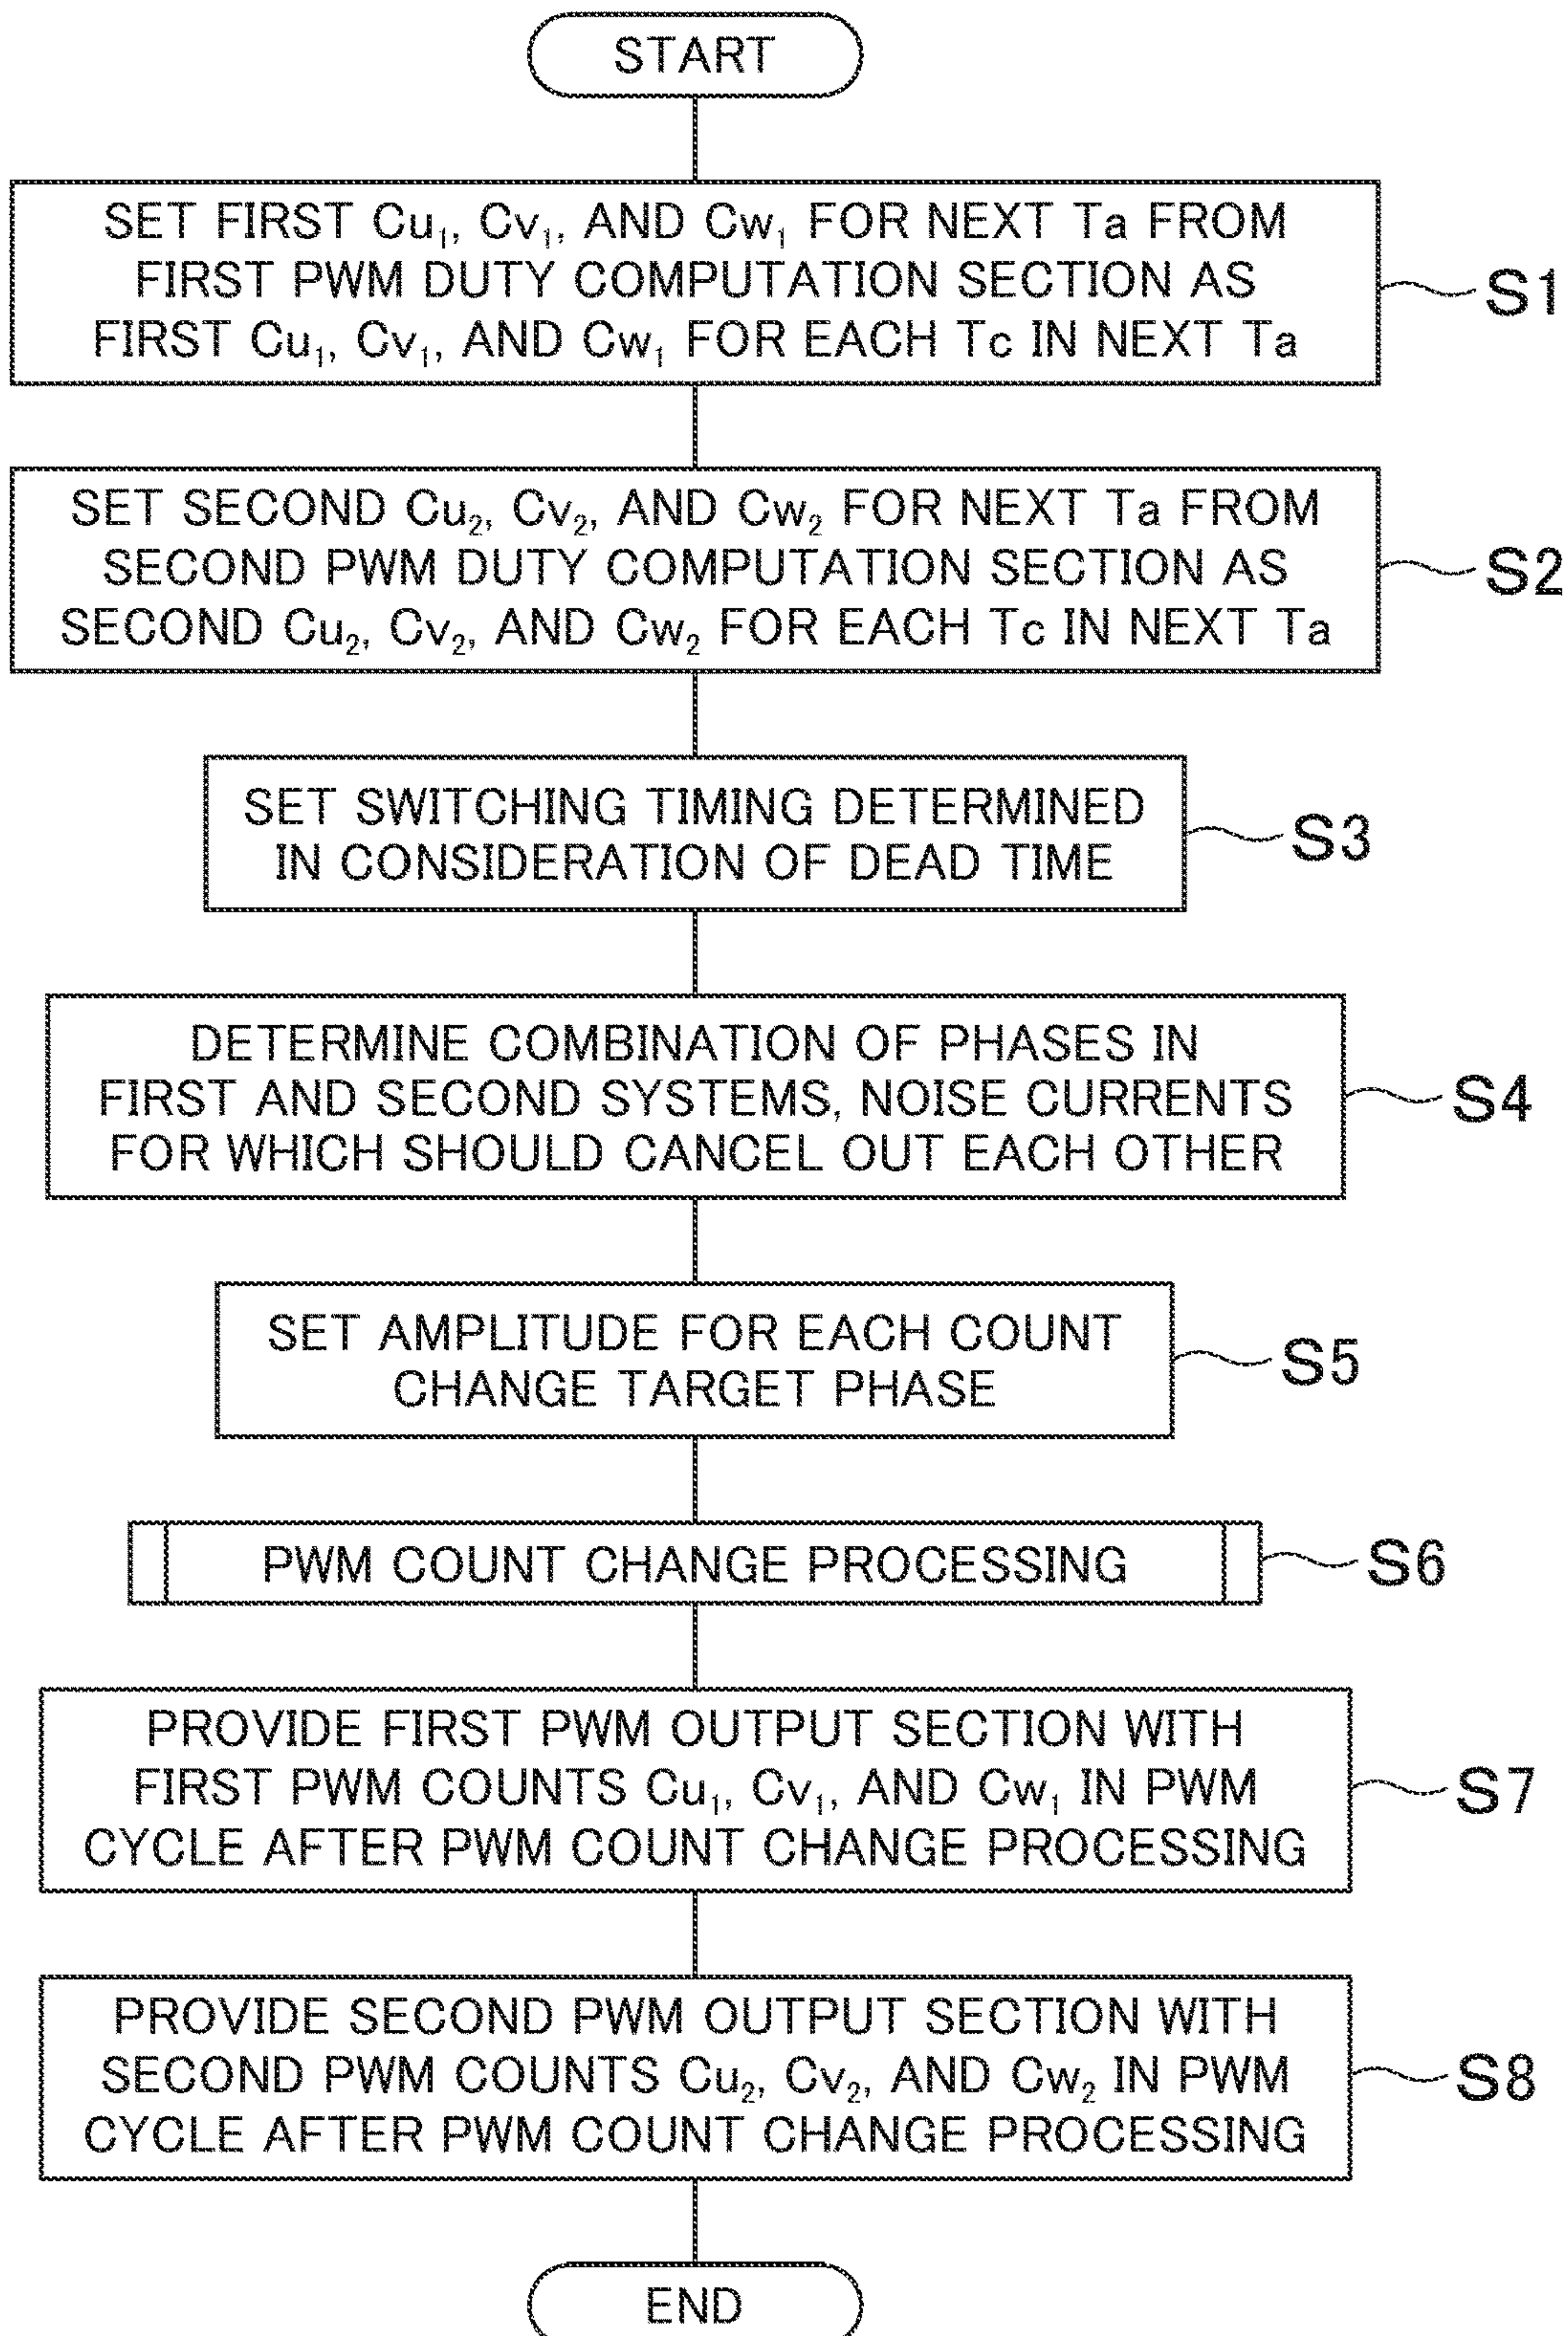 START
SET FIRST Cu₁, Cv₁, AND Cw₁ FOR NEXT Ta FROM
FIRST PWM DUTY COMPUTATION SECTION AS
FIRST Cu₁, Cv₁, AND Cw₁ FOR EACH Tc IN NEXT Ta
S1
SET SECOND Cu₂, Cv₂, AND Cw₂ FOR NEXT Ta FROM
SECOND PWM DUTY COMPUTATION SECTION AS
SECOND Cu₂, Cv₂, AND Cw₂ FOR EACH Tc IN NEXT Ta
S2
SET SWITCHING TIMING DETERMINED
IN CONSIDERATION OF DEAD TIME
S3
DETERMINE COMBINATION OF PHASES IN
FIRST AND SECOND SYSTEMS, NOISE CURRENTS
FOR WHICH SHOULD CANCEL OUT EACH OTHER
S4
SET AMPLITUDE FOR EACH COUNT
CHANGE TARGET PHASE
S5
PWM COUNT CHANGE PROCESSING
S6
PROVIDE FIRST PWM OUTPUT SECTION WITH
FIRST PWM COUNTS Cu₁, Cv₁, AND Cw₁ IN PWM
CYCLE AFTER PWM COUNT CHANGE PROCESSING
S7
PROVIDE SECOND PWM OUTPUT SECTION WITH
SECOND PWM COUNTS Cu₂, Cv₂, AND Cw₂ IN PWM
CYCLE AFTER PWM COUNT CHANGE PROCESSING
S8
END